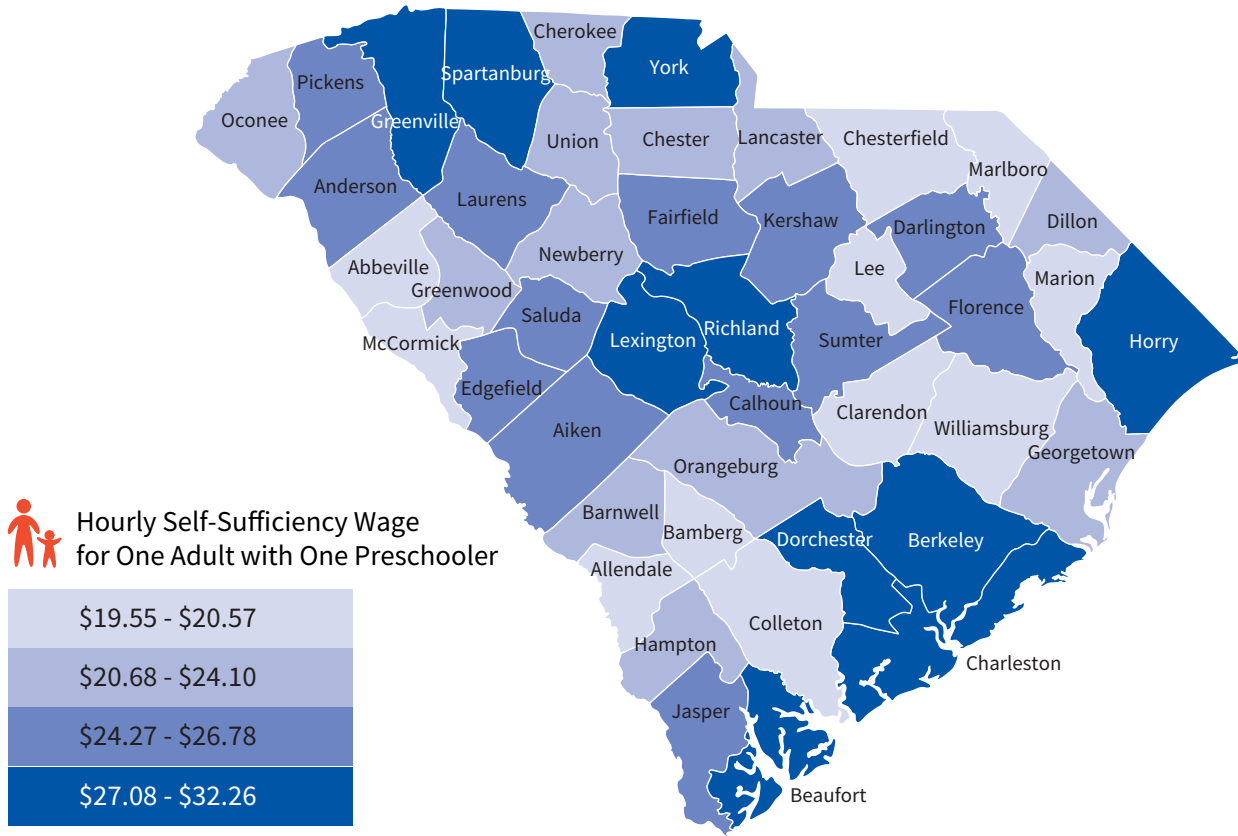 Cherokee
York
Spartanburg
Pickens
Oconee
Greenville
Union
Chester
Lancaster
Chesterfield
Marlboro
Anderson
Laurens
Fairfield
Kershaw
Darlington
Dillon
Newberry
Abbeville
Greenwood
Lee
Marion
Saluda
Florence
McCormick
Lexington
Richland
Sumter
Horry
Edgefield
Calhoun
Clarendon
Aiken
Williamsburg
Georgetown
Orangeburg
Barnwell
Bamberg
Dorchester
Berkeley
Allendale
Colleton
Hampton
Charleston
Jasper
Beaufort
Hourly Self-Sufficiency Wage
for One Adult with One Preschooler
$19.55 - $20.57
$20.68 - $24.10
$24.27 - $26.78
$27.08 - $32.26